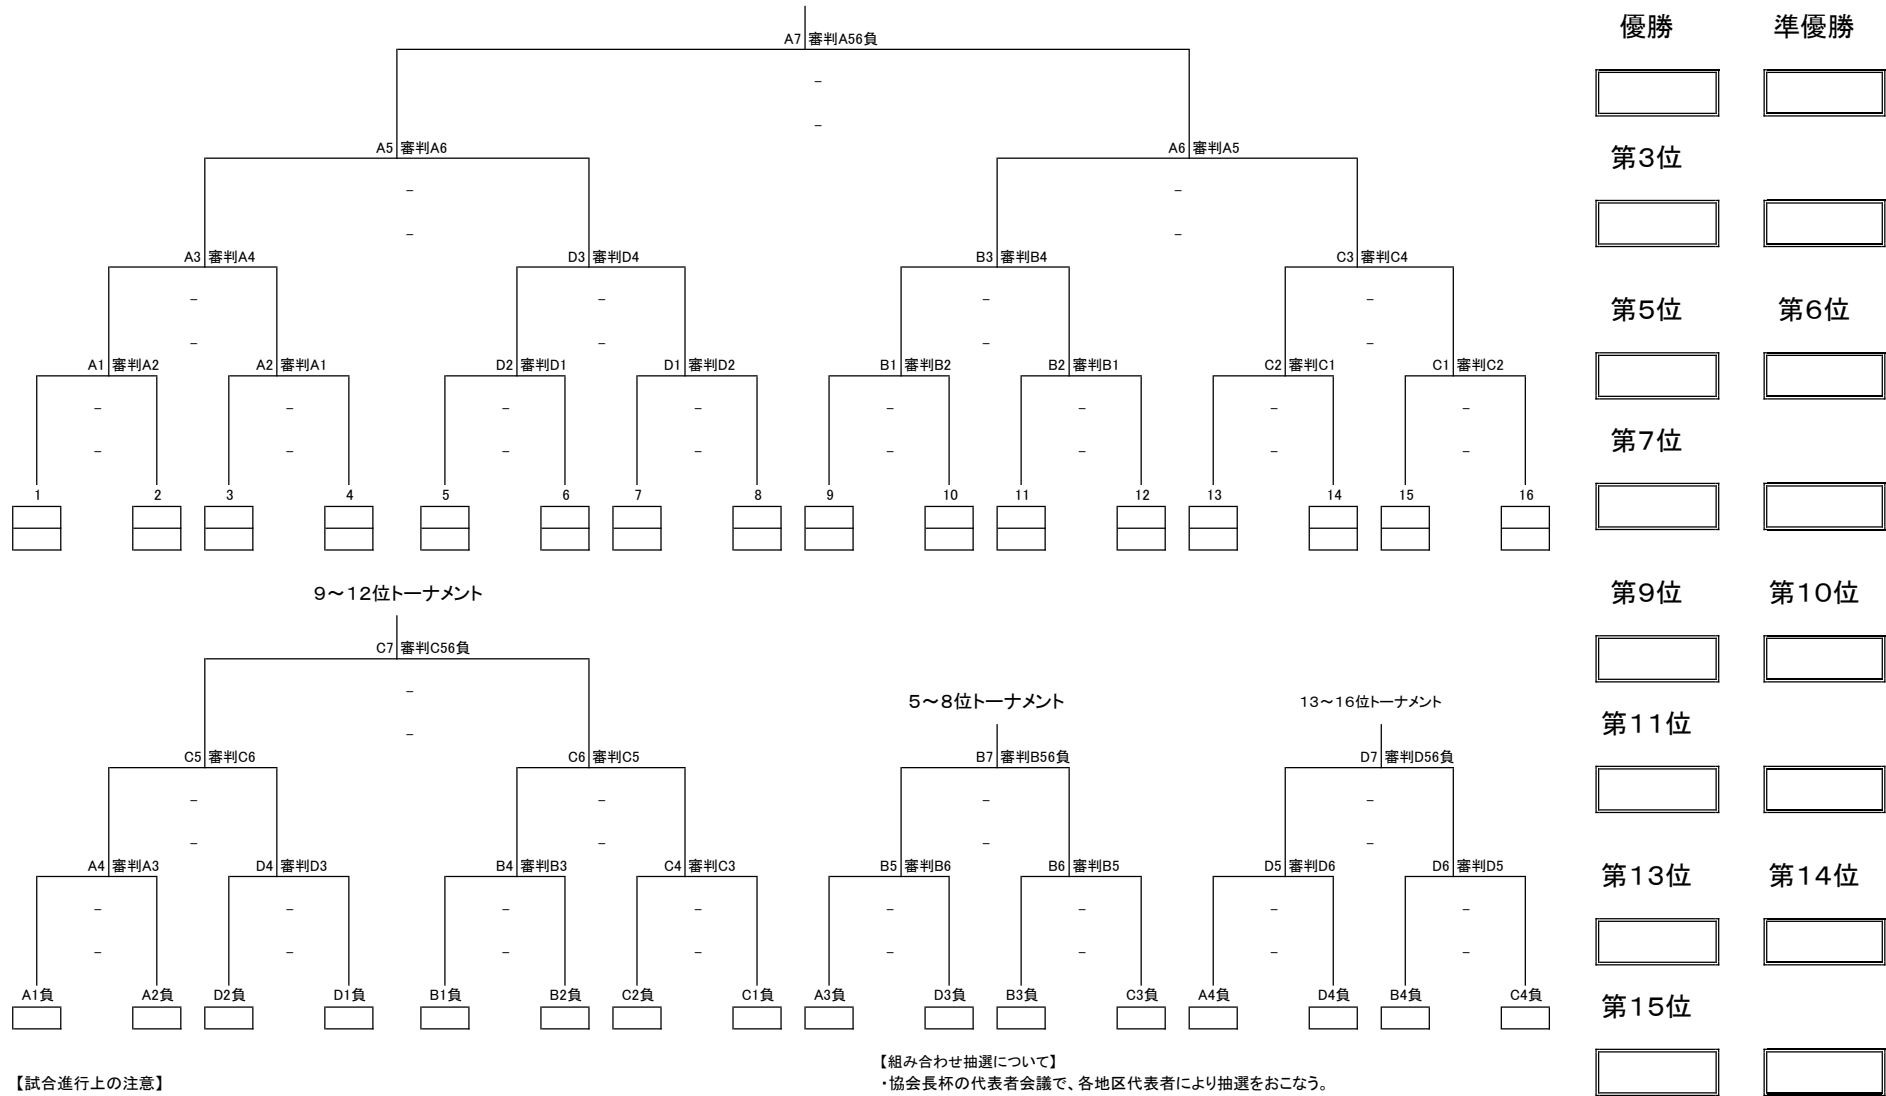 優勝 準優勝
A7 審判A56負
－
－
A5 審判A6 A6 審判A5
第3位
－ －
－ －
A3 審判A4 D3 審判D4 B3 審判B4 C3 審判C4
－ － － －
第5位 第6位
－ － － －
A1 審判A2 A2 審判A1 D2 審判D1 D1 審判D2 B1 審判B2 B2 審判B1 C2 審判C1 C1 審判C2
－ － － － － － － －
第7位
－ － － － － － － －
1 2 3 4 5 6 7 8 9 10 11 12 13 14 15 16
9～12位トーナメント
第9位 第10位
C7 審判C56負
－
5～8位トーナメント 13～16位トーナメント
第11位
－
C5 審判C6 C6 審判C5 B7 審判B56負 D7 審判D56負
－ － － －
－ － － －
A4 審判A3 D4 審判D3 B4 審判B3 C4 審判C3 B5 審判B6 B6 審判B5 D5 審判D6 D6 審判D5
第13位 第14位
－ － － － － － － －
－ － － － － － － －
A1負 A2負 D2負 D1負 B1負 B2負 C2負 C1負 A3負 D3負 B3負 C3負 A4負 D4負 B4負 C4負
第15位
【組み合わせ抽選について】
【試合進行上の注意】 ・協会長杯の代表者会議で、各地区代表者により抽選をおこなう。